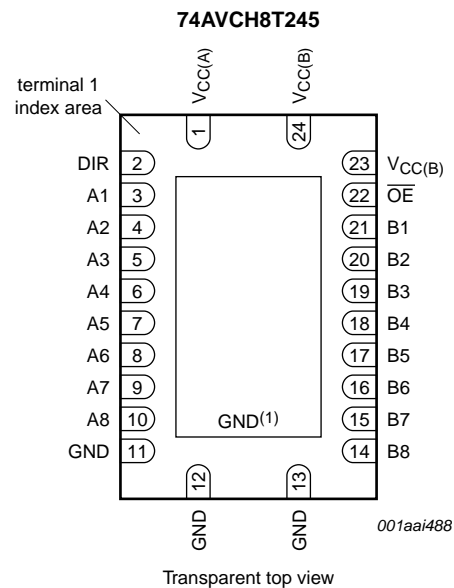 74AVCH8T245
terminal 1
index area
VCC(A)
VCC(B)
1
24
DIR 2
23 VCC(B)
A1 3
22 O̅E̅
A2 4
21 B1
A3 5
20 B2
A4 6
19 B3
A5 7
18 B4
A6 8
17 B5
A7 9
16 B6
A8 10
15 B7
GND(1)
GND 11
14 B8
12
13
GND
GND
001aai488
Transparent top view